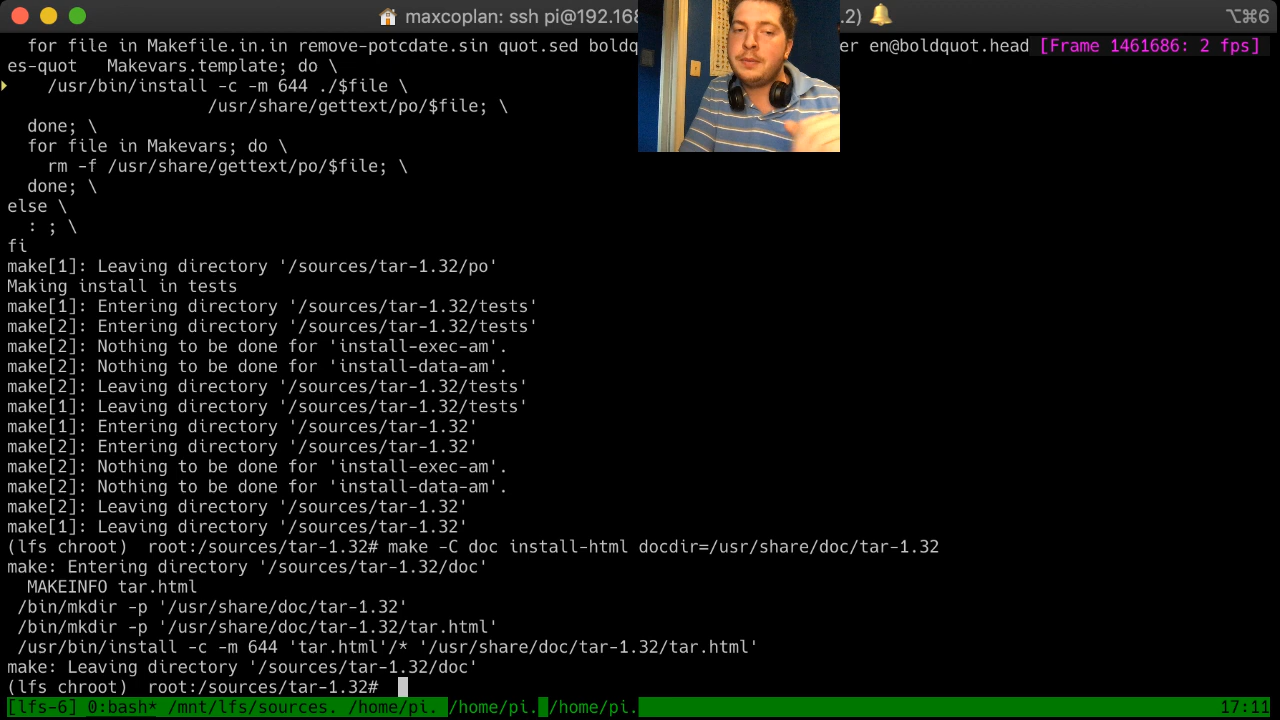 maxcoplan: ssh pi@192.168 .2)
⌥⌘6
for file in Makefile.in.in remove-potcdate.sin quot.sed boldq er en@boldquot.head [Frame 1461686: 2 fps]
es-quot   Makevars.template; do \
/usr/bin/install -c -m 644 ./$file \
/usr/share/gettext/po/$file; \
done; \
for file in Makevars; do \
rm -f /usr/share/gettext/po/$file; \
done; \
else \
: ; \
fi
make[1]: Leaving directory '/sources/tar-1.32/po'
Making install in tests
make[1]: Entering directory '/sources/tar-1.32/tests'
make[2]: Entering directory '/sources/tar-1.32/tests'
make[2]: Nothing to be done for 'install-exec-am'.
make[2]: Nothing to be done for 'install-data-am'.
make[2]: Leaving directory '/sources/tar-1.32/tests'
make[1]: Leaving directory '/sources/tar-1.32/tests'
make[1]: Entering directory '/sources/tar-1.32'
make[2]: Entering directory '/sources/tar-1.32'
make[2]: Nothing to be done for 'install-exec-am'.
make[2]: Nothing to be done for 'install-data-am'.
make[2]: Leaving directory '/sources/tar-1.32'
make[1]: Leaving directory '/sources/tar-1.32'
(lfs chroot)  root:/sources/tar-1.32# make -C doc install-html docdir=/usr/share/doc/tar-1.32
make: Entering directory '/sources/tar-1.32/doc'
MAKEINFO tar.html
/bin/mkdir -p '/usr/share/doc/tar-1.32'
/bin/mkdir -p '/usr/share/doc/tar-1.32/tar.html'
/usr/bin/install -c -m 644 'tar.html'/* '/usr/share/doc/tar-1.32/tar.html'
make: Leaving directory '/sources/tar-1.32/doc'
(lfs chroot)  root:/sources/tar-1.32#
[lfs-6] 0:bash* /mnt/lfs/sources. /home/pi. /home/pi. /home/pi. 17:11